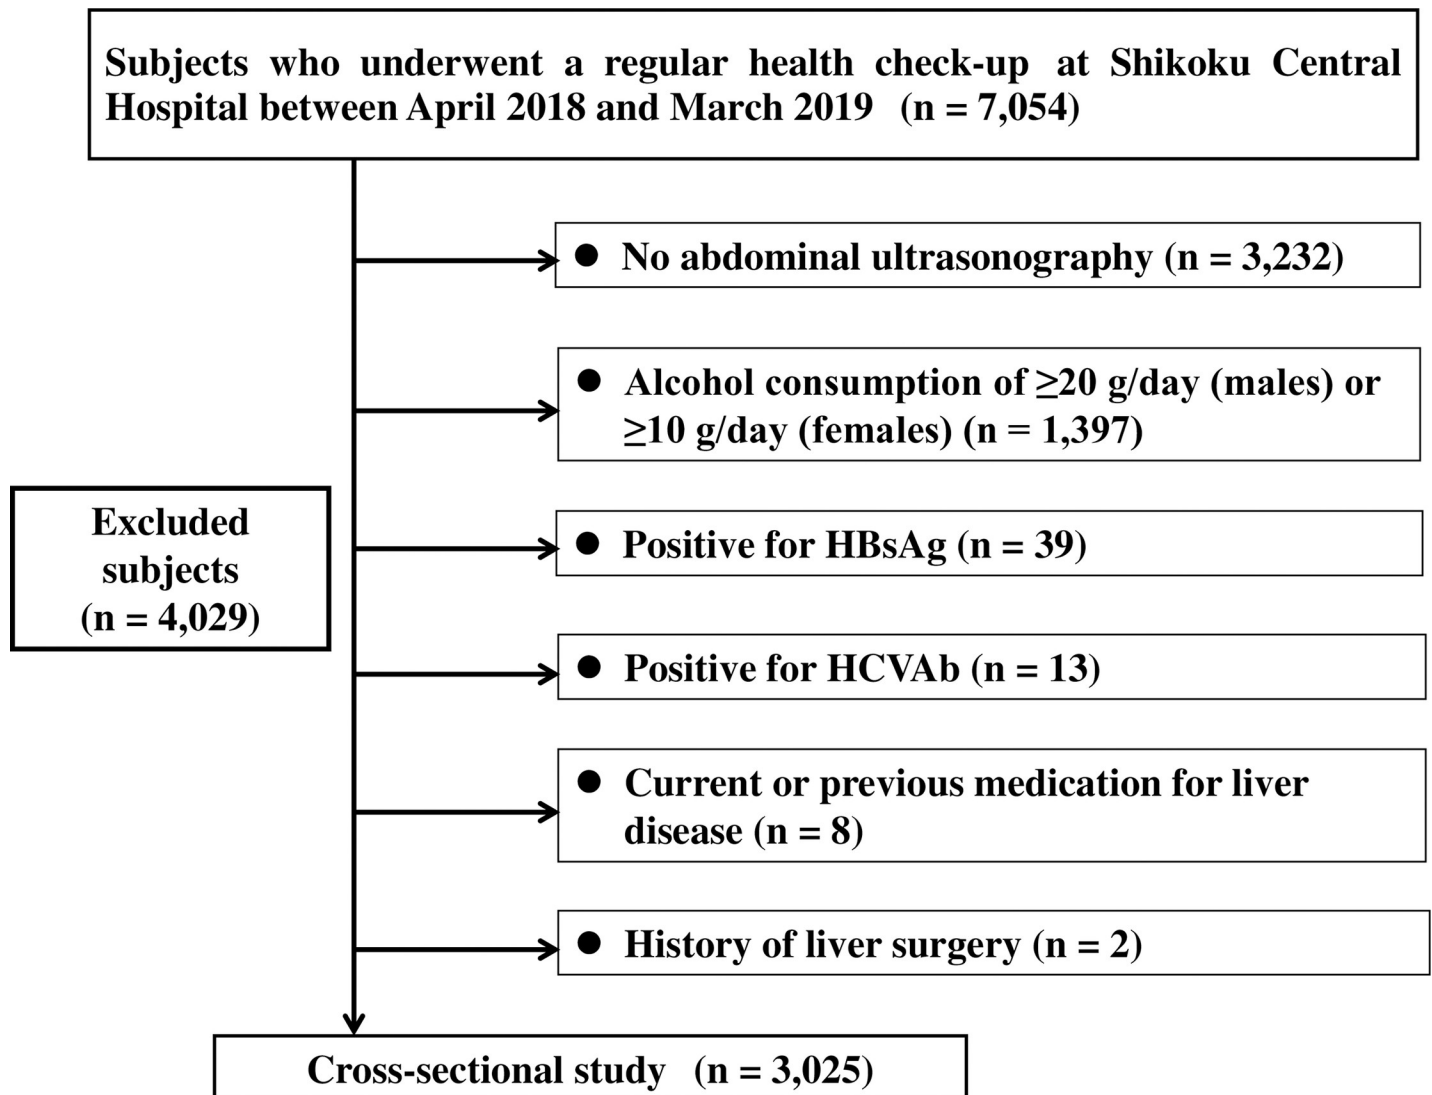 Subjects who underwent a regular health check-up at Shikoku Central
Hospital between April 2018 and March 2019 (n = 7,054)
● No abdominal ultrasonography (n = 3,232)
● Alcohol consumption of ≥20 g/day (males) or
≥10 g/day (females) (n = 1,397)
Excluded
subjects
(n = 4,029)
● Positive for HBsAg (n = 39)
● Positive for HCVAb (n = 13)
● Current or previous medication for liver
disease (n = 8)
● History of liver surgery (n = 2)
Cross-sectional study (n = 3,025)